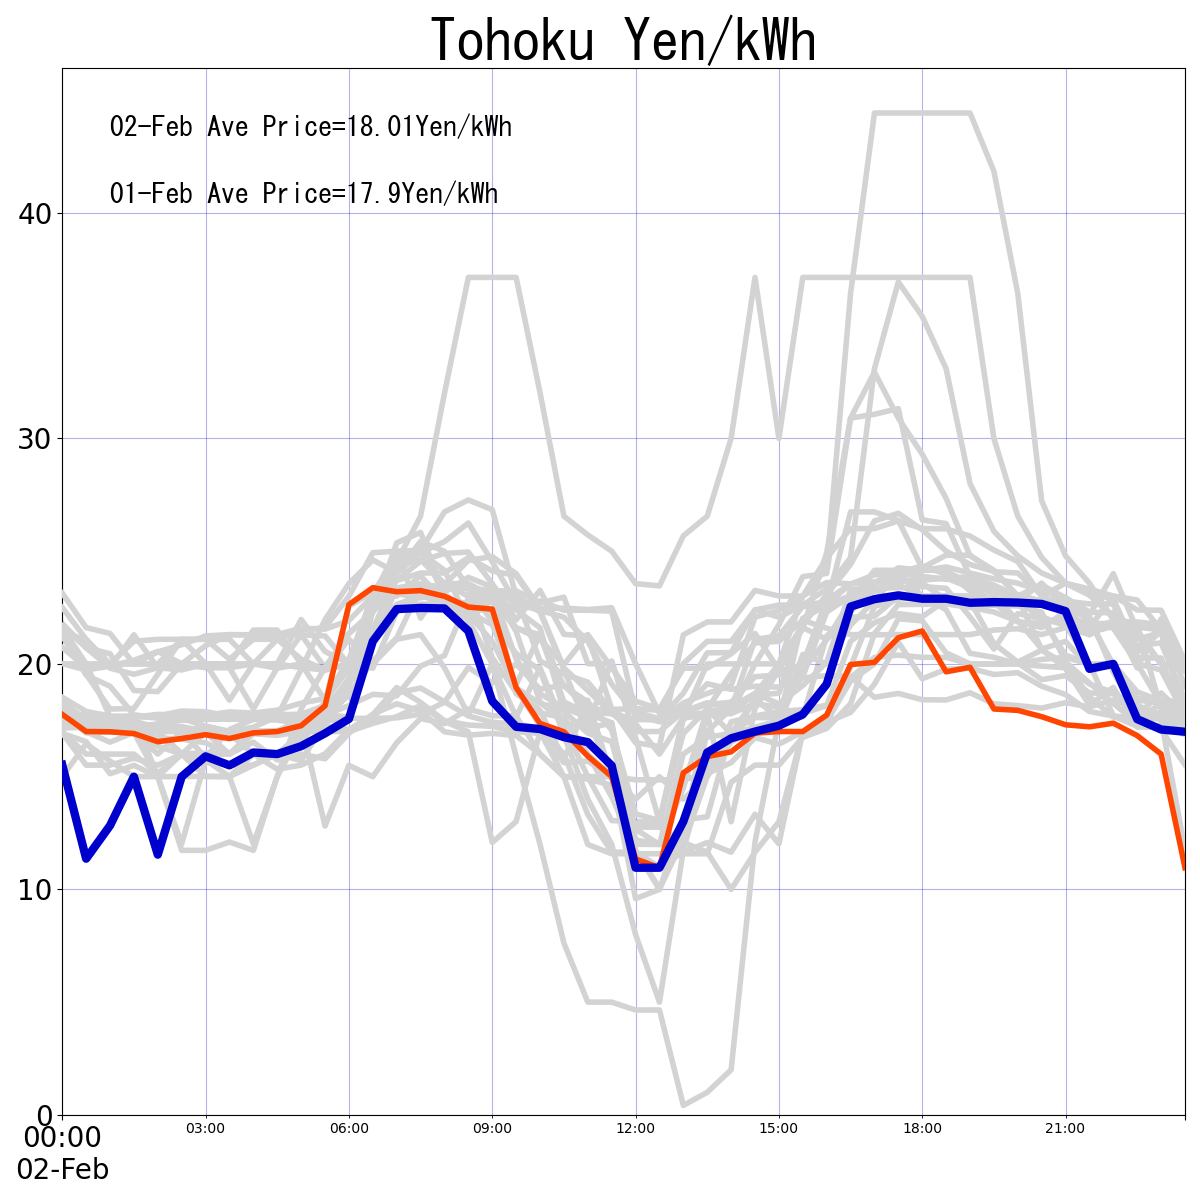 Tohoku Yen/kWh
02-Feb Ave Price=18.01Yen/kWh
01-Feb Ave Price=17.9Yen/kWh
40
30
20
10
0
00:00 03:00 06:00 09:00 12:00 15:00 18:00 21:00
02-Feb